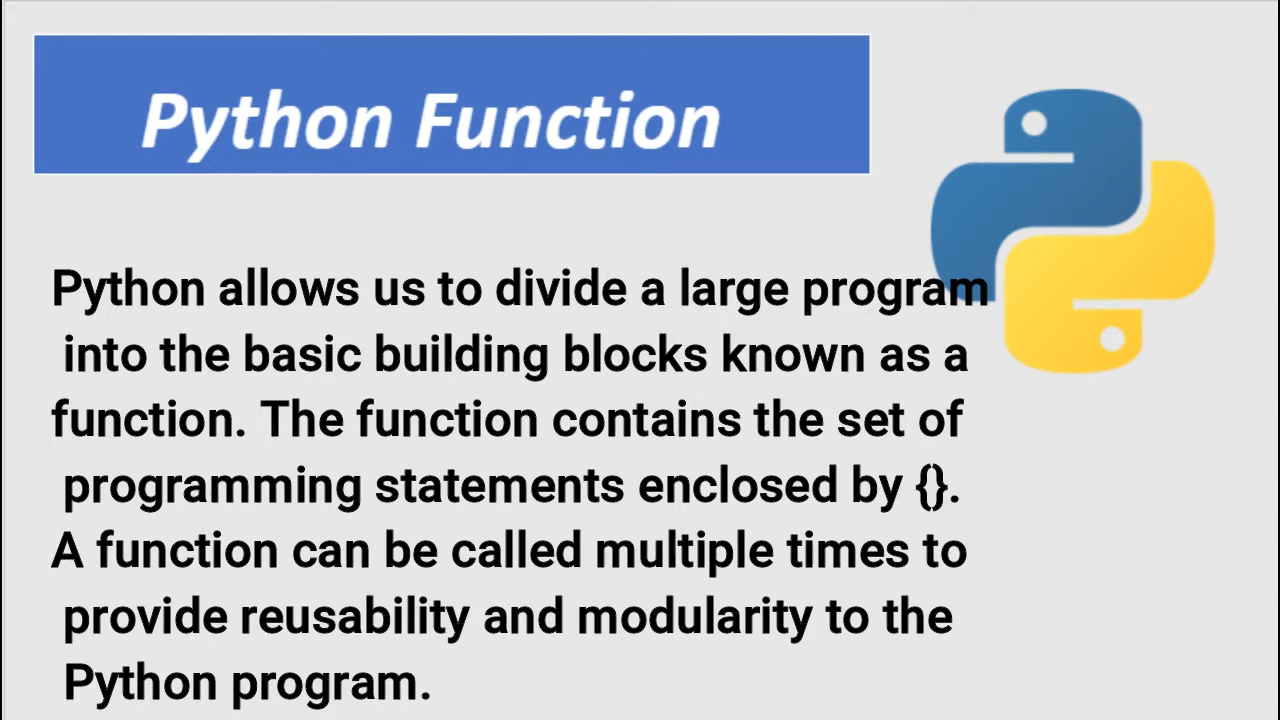 Python Function
Python allows us to divide a large program
into the basic building blocks known as a
function. The function contains the set of
programming statements enclosed by {}.
A function can be called multiple times to
provide reusability and modularity to the
Python program.